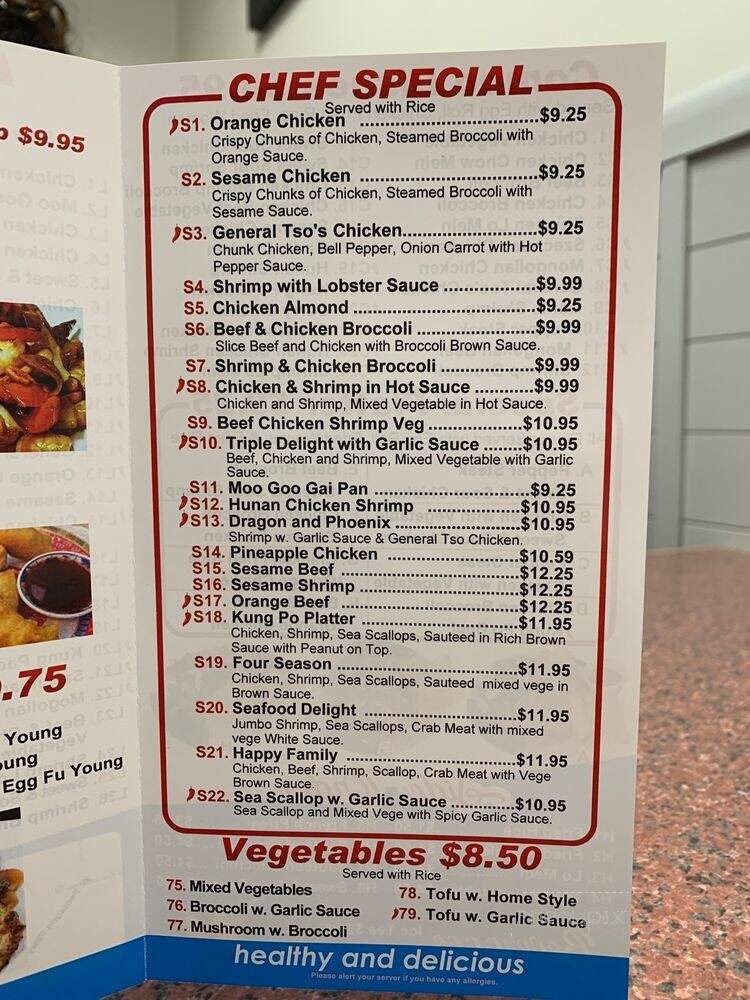 p $9.95
.75
Young
oung
Egg Fu Young
CHEF SPECIAL
Served with Rice
S1. Orange Chicken ....................$9.25
Crispy Chunks of Chicken, Steamed Broccoli with
Orange Sauce.
S2. Sesame Chicken ....................$9.25
Crispy Chunks of Chicken, Steamed Broccoli with
Sesame Sauce.
S3. General Tso's Chicken...............$9.25
Chunk Chicken, Bell Pepper, Onion Carrot with Hot
Pepper Sauce.
S4. Shrimp with Lobster Sauce ..........$9.99
S5. Chicken Almond ....................$9.25
S6. Beef & Chicken Broccoli .............$9.99
Slice Beef and Chicken with Broccoli Brown Sauce.
S7. Shrimp & Chicken Broccoli ..........$9.99
S8. Chicken & Shrimp in Hot Sauce ......$9.99
Chicken and Shrimp, Mixed Vegetable in Hot Sauce.
S9. Beef Chicken Shrimp Veg ...........$10.95
S10. Triple Delight with Garlic Sauce .....$10.95
Beef, Chicken and Shrimp, Mixed Vegetable with Garlic
Sauce.
S11. Moo Goo Gai Pan ..................$9.25
S12. Hunan Chicken Shrimp .............$10.95
S13. Dragon and Phoenix ...............$10.95
Shrimp w. Garlic Sauce & General Tso Chicken.
S14. Pineapple Chicken .................$10.59
S15. Sesame Beef .....................$12.25
S16. Sesame Shrimp ...................$12.25
S17. Orange Beef .....................$12.25
S18. Kung Po Platter ..................$11.95
Chicken, Shrimp, Sea Scallops, Sauteed in Rich Brown
Sauce with Peanut on Top.
S19. Four Season .....................$11.95
Chicken, Shrimp, Sea Scallops, Sauteed mixed vege in
Brown Sauce.
S20. Seafood Delight ..................$11.95
Jumbo Shrimp, Sea Scallops, Crab Meat with mixed
vege White Sauce.
S21. Happy Family ....................$11.95
Chicken, Beef, Shrimp, Scallop, Crab Meat with Vege
Brown Sauce.
S22. Sea Scallop w. Garlic Sauce ........$10.95
Sea Scallop and Mixed Vege with Spicy Garlic Sauce.
Vegetables $8.50
Served with Rice
75. Mixed Vegetables
76. Broccoli w. Garlic Sauce
77. Mushroom w. Broccoli
78. Tofu w. Home Style
79. Tofu w. Garlic Sauce
healthy and delicious
Please alert your server if you have any allergies.